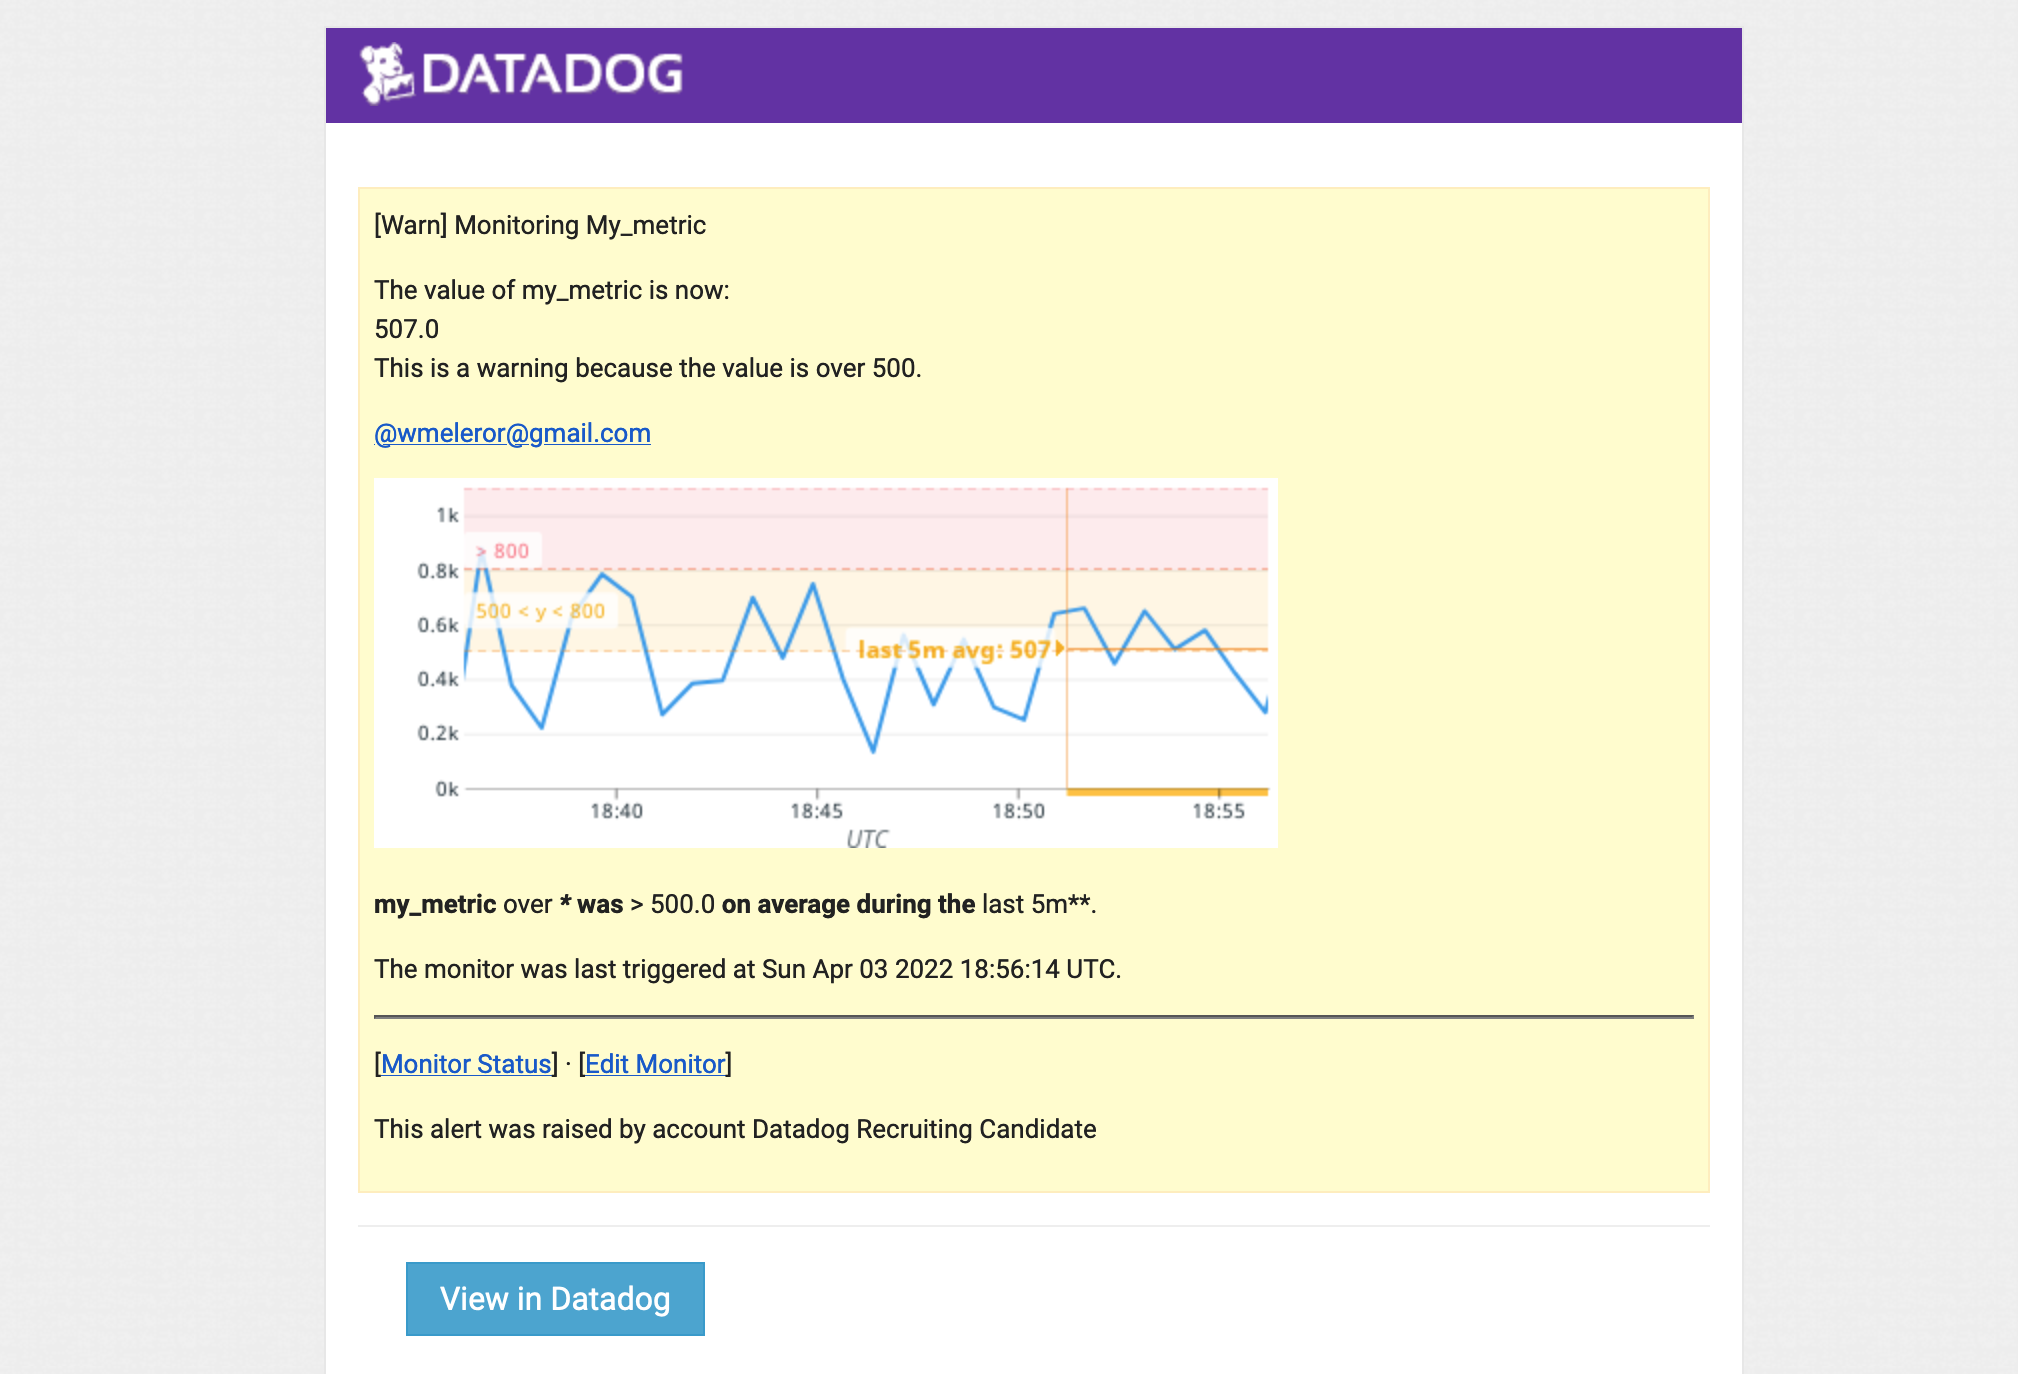 DATADOG
[Warn] Monitoring My_metric
The value of my_metric is now:
507.0
This is a warning because the value is over 500.
@wmeleror@gmail.com
1k
> 800
0.8k
500 < y < 800
0.6k
last 5m avg: 507
0.4k
0.2k
0k
18:40 18:45 18:50 18:55
UTC
my_metric over * was > 500.0 on average during the last 5m**.
The monitor was last triggered at Sun Apr 03 2022 18:56:14 UTC.
[Monitor Status] · [Edit Monitor]
This alert was raised by account Datadog Recruiting Candidate
View in Datadog